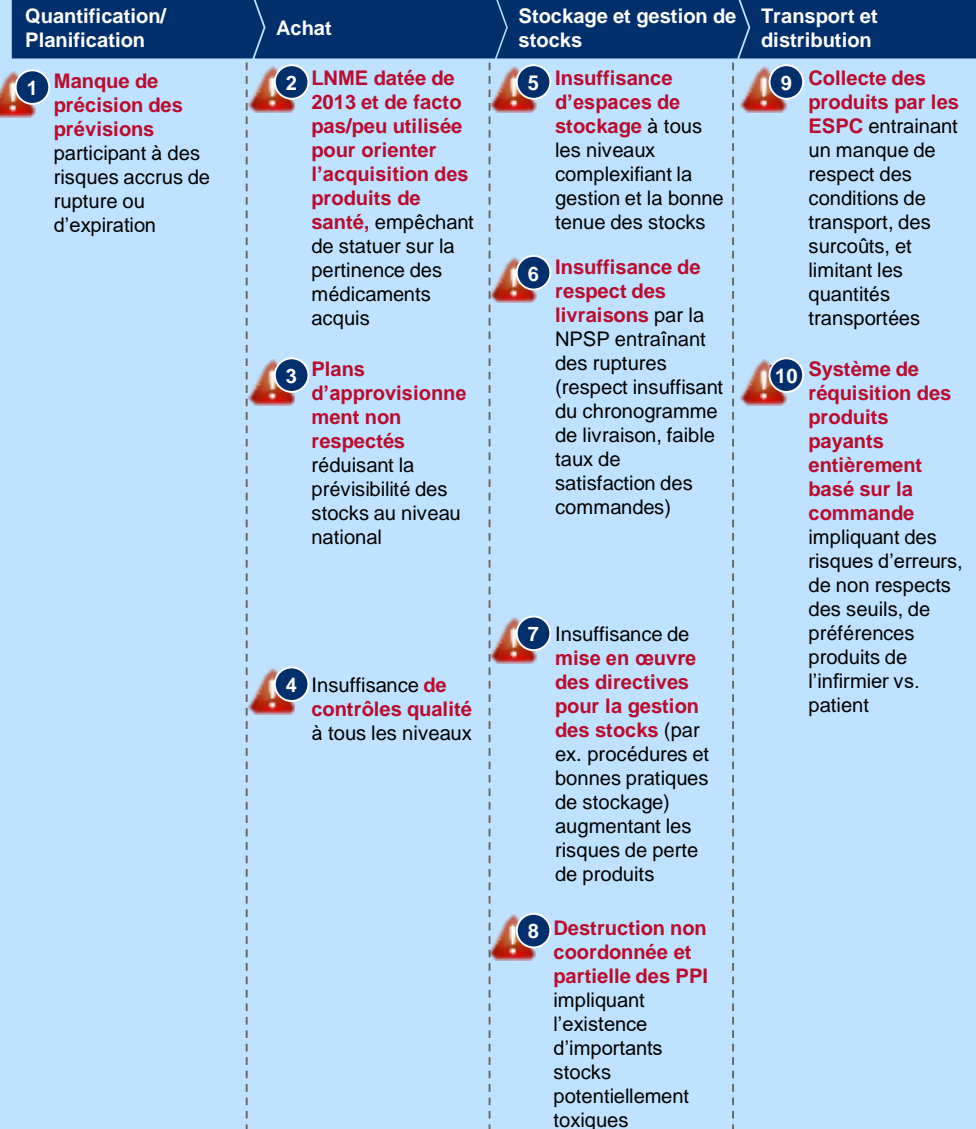 Quantification/
Planification
Achat
Stockage et gestion de
stocks
Transport et
distribution
1
Manque de
précision des
prévisions
participant à des
risques accrus de
rupture ou
d’expiration
2
LNME datée de
2013 et de facto
pas/peu utilisée
pour orienter
l’acquisition des
produits de
santé, empêchant
de statuer sur la
pertinence des
médicaments
acquis
3
Plans
d’approvisionne
ment non
respectés
réduisant la
prévisibilité des
stocks au niveau
national
4
Insuffisance de
contrôles qualité
à tous les niveaux
5
Insuffisance
d’espaces de
stockage à tous
les niveaux
complexifiant la
gestion et la bonne
tenue des stocks
6
Insuffisance de
respect des
livraisons par la
NPSP entraînant
des ruptures
(respect insuffisant
du chronogramme
de livraison, faible
taux de
satisfaction des
commandes)
7
Insuffisance de
mise en œuvre
des directives
pour la gestion
des stocks (par
ex. procédures et
bonnes pratiques
de stockage)
augmentant les
risques de perte
de produits
8
Destruction non
coordonnée et
partielle des PPI
impliquant
l’existence
d’importants
stocks
potentiellement
toxiques
9
Collecte des
produits par les
ESPC entrainant
un manque de
respect des
conditions de
transport, des
surcoûts, et
limitant les
quantités
transportées
10
Système de
réquisition des
produits
payants
entièrement
basé sur la
commande
impliquant des
risques d’erreurs,
de non respects
des seuils, de
préférences
produits de
l’infirmier vs.
patient